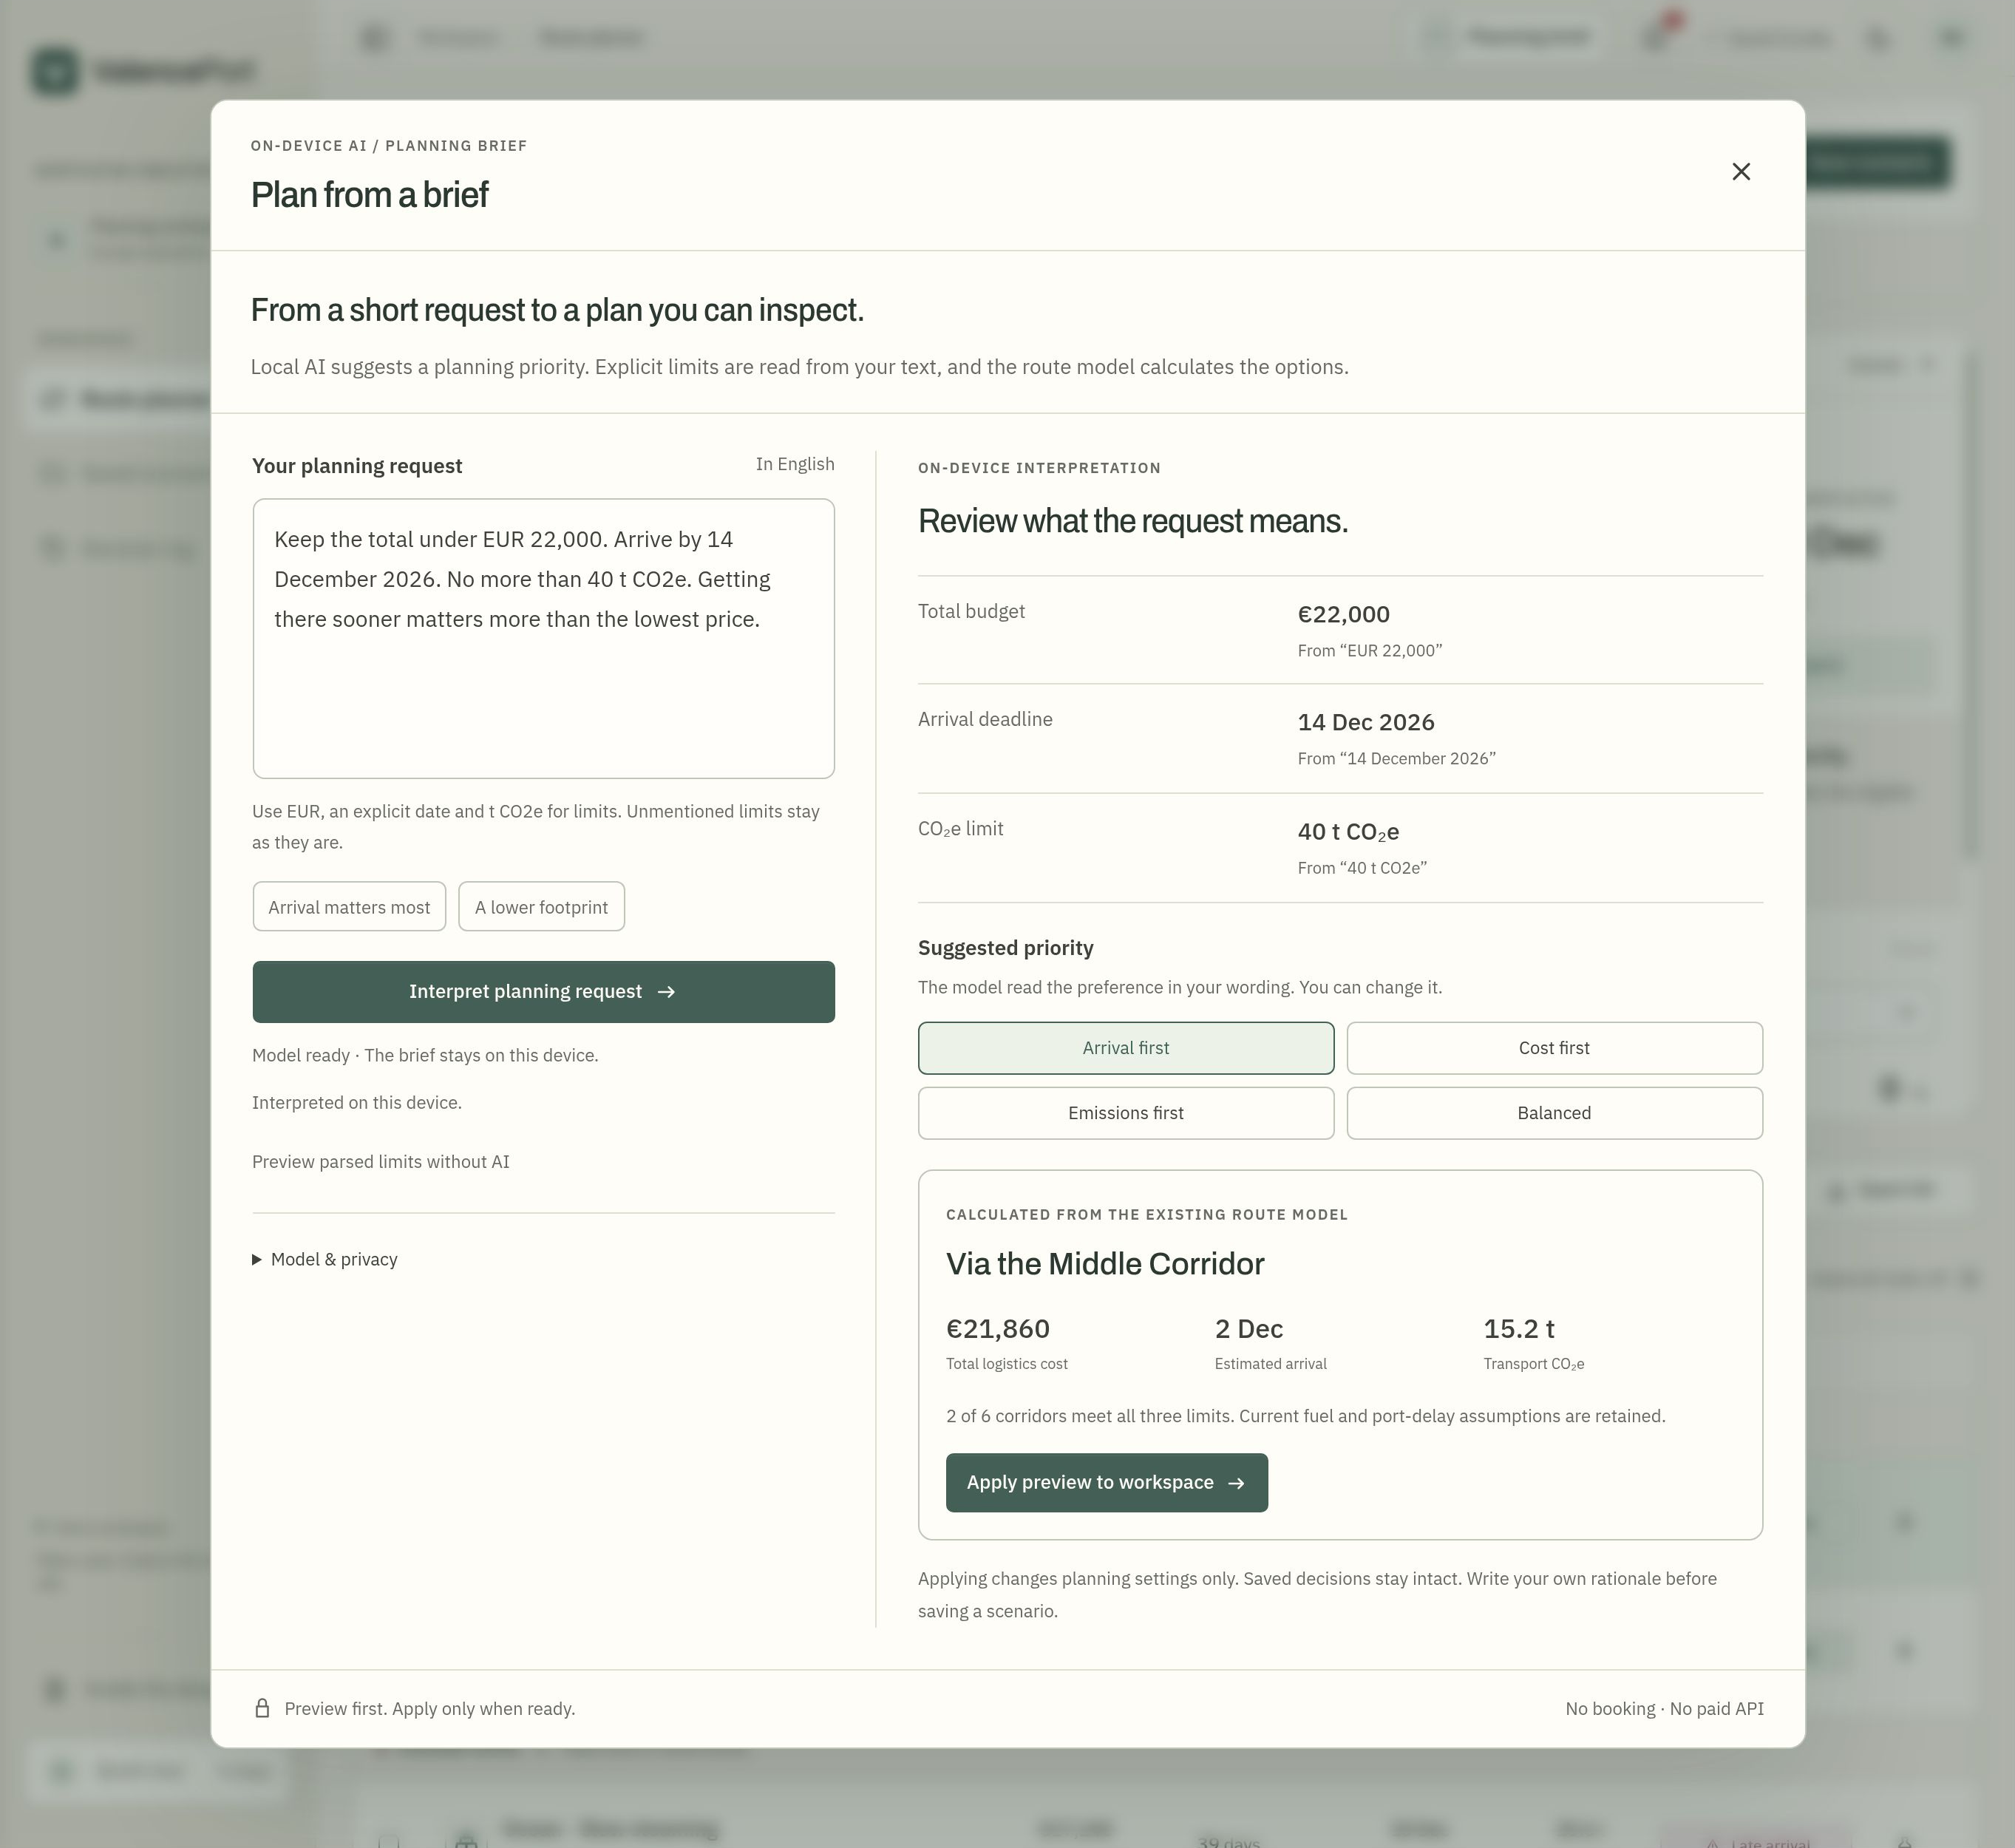 ValencePort
ON-DEVICE AI / PLANNING BRIEF
Plan from a brief
From a short request to a plan you can inspect.
Local AI suggests a planning priority. Explicit limits are read from your text, and the route model calculates the options.
Your planning request
In English
Keep the total under EUR 22,000. Arrive by 14
December 2026. No more than 40 t CO2e. Getting
there sooner matters more than the lowest price.
Use EUR, an explicit date and t CO2e for limits. Unmentioned limits stay
as they are.
Arrival matters most
A lower footprint
Interpret planning request →
Model ready · The brief stays on this device.
Interpreted on this device.
Preview parsed limits without AI
▶ Model & privacy
ON-DEVICE INTERPRETATION
Review what the request means.
Total budget
€22,000
From “EUR 22,000”
Arrival deadline
14 Dec 2026
From “14 December 2026”
CO₂e limit
40 t CO₂e
From “40 t CO2e”
Suggested priority
The model read the preference in your wording. You can change it.
Arrival first
Cost first
Emissions first
Balanced
CALCULATED FROM THE EXISTING ROUTE MODEL
Via the Middle Corridor
€21,860
2 Dec
15.2 t
Total logistics cost
Estimated arrival
Transport CO₂e
2 of 6 corridors meet all three limits. Current fuel and port-delay assumptions are retained.
Apply preview to workspace →
Applying changes planning settings only. Saved decisions stay intact. Write your own rationale before
saving a scenario.
Preview first. Apply only when ready.
No booking · No paid API
39 days
Late arrival